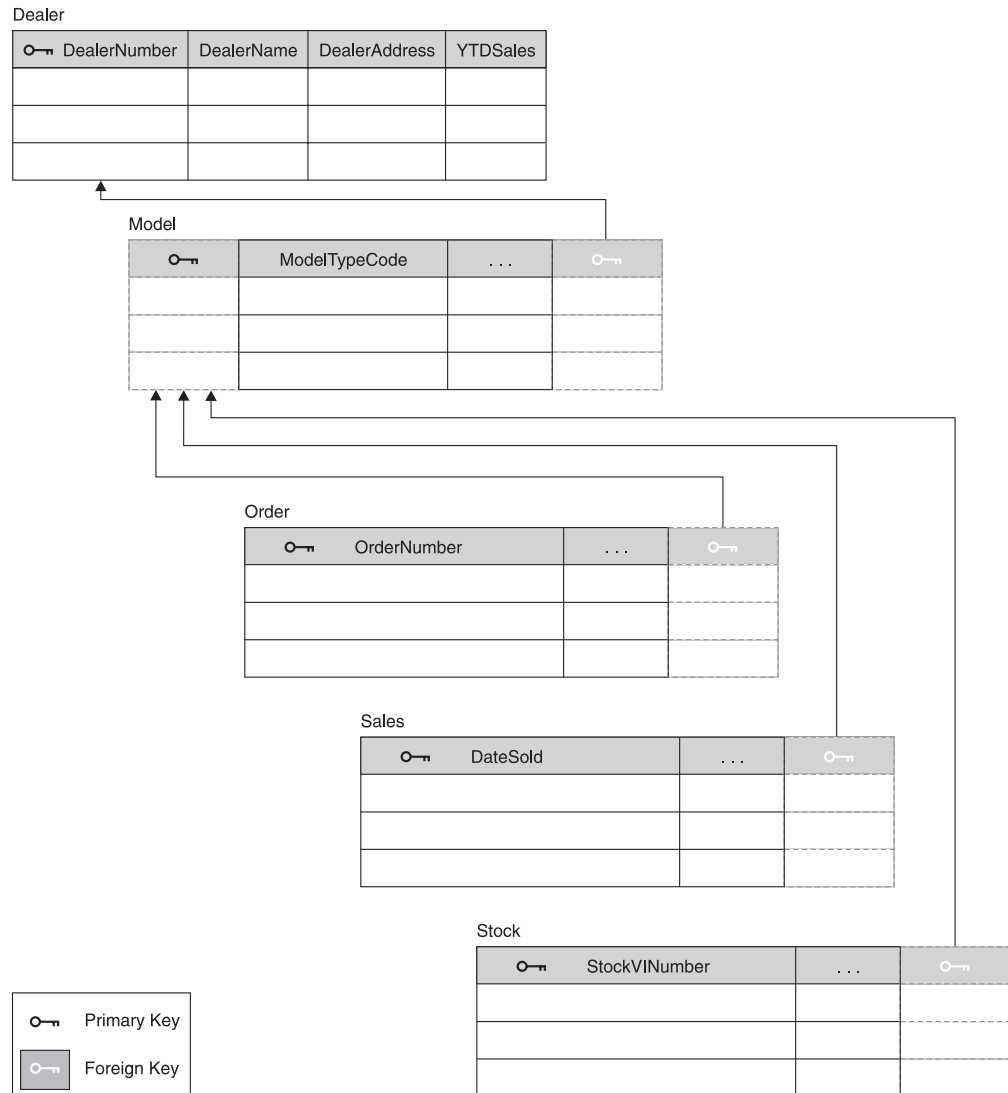 Dealer
DealerNumber DealerName DealerAddress YTDSales
Model
ModelTypeCode . . .
Order
OrderNumber . . .
Sales
DateSold . . .
Stock
StockVINumber . . .
Primary Key
Foreign Key